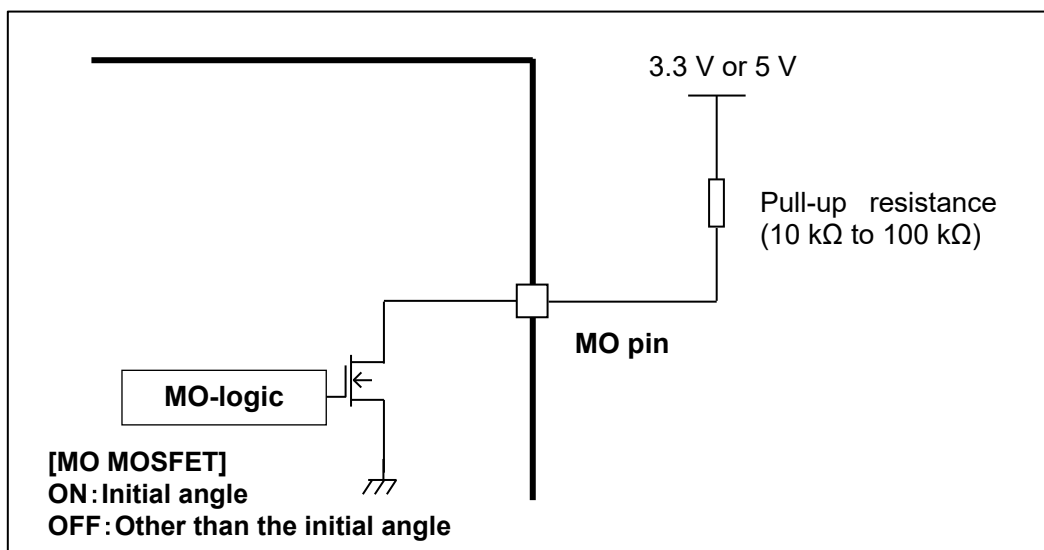 3.3 V or 5 V
Pull-up resistance
(10 kΩ to 100 kΩ)
MO pin
MO-logic
[MO MOSFET]
ON:Initial angle
OFF:Other than the initial angle